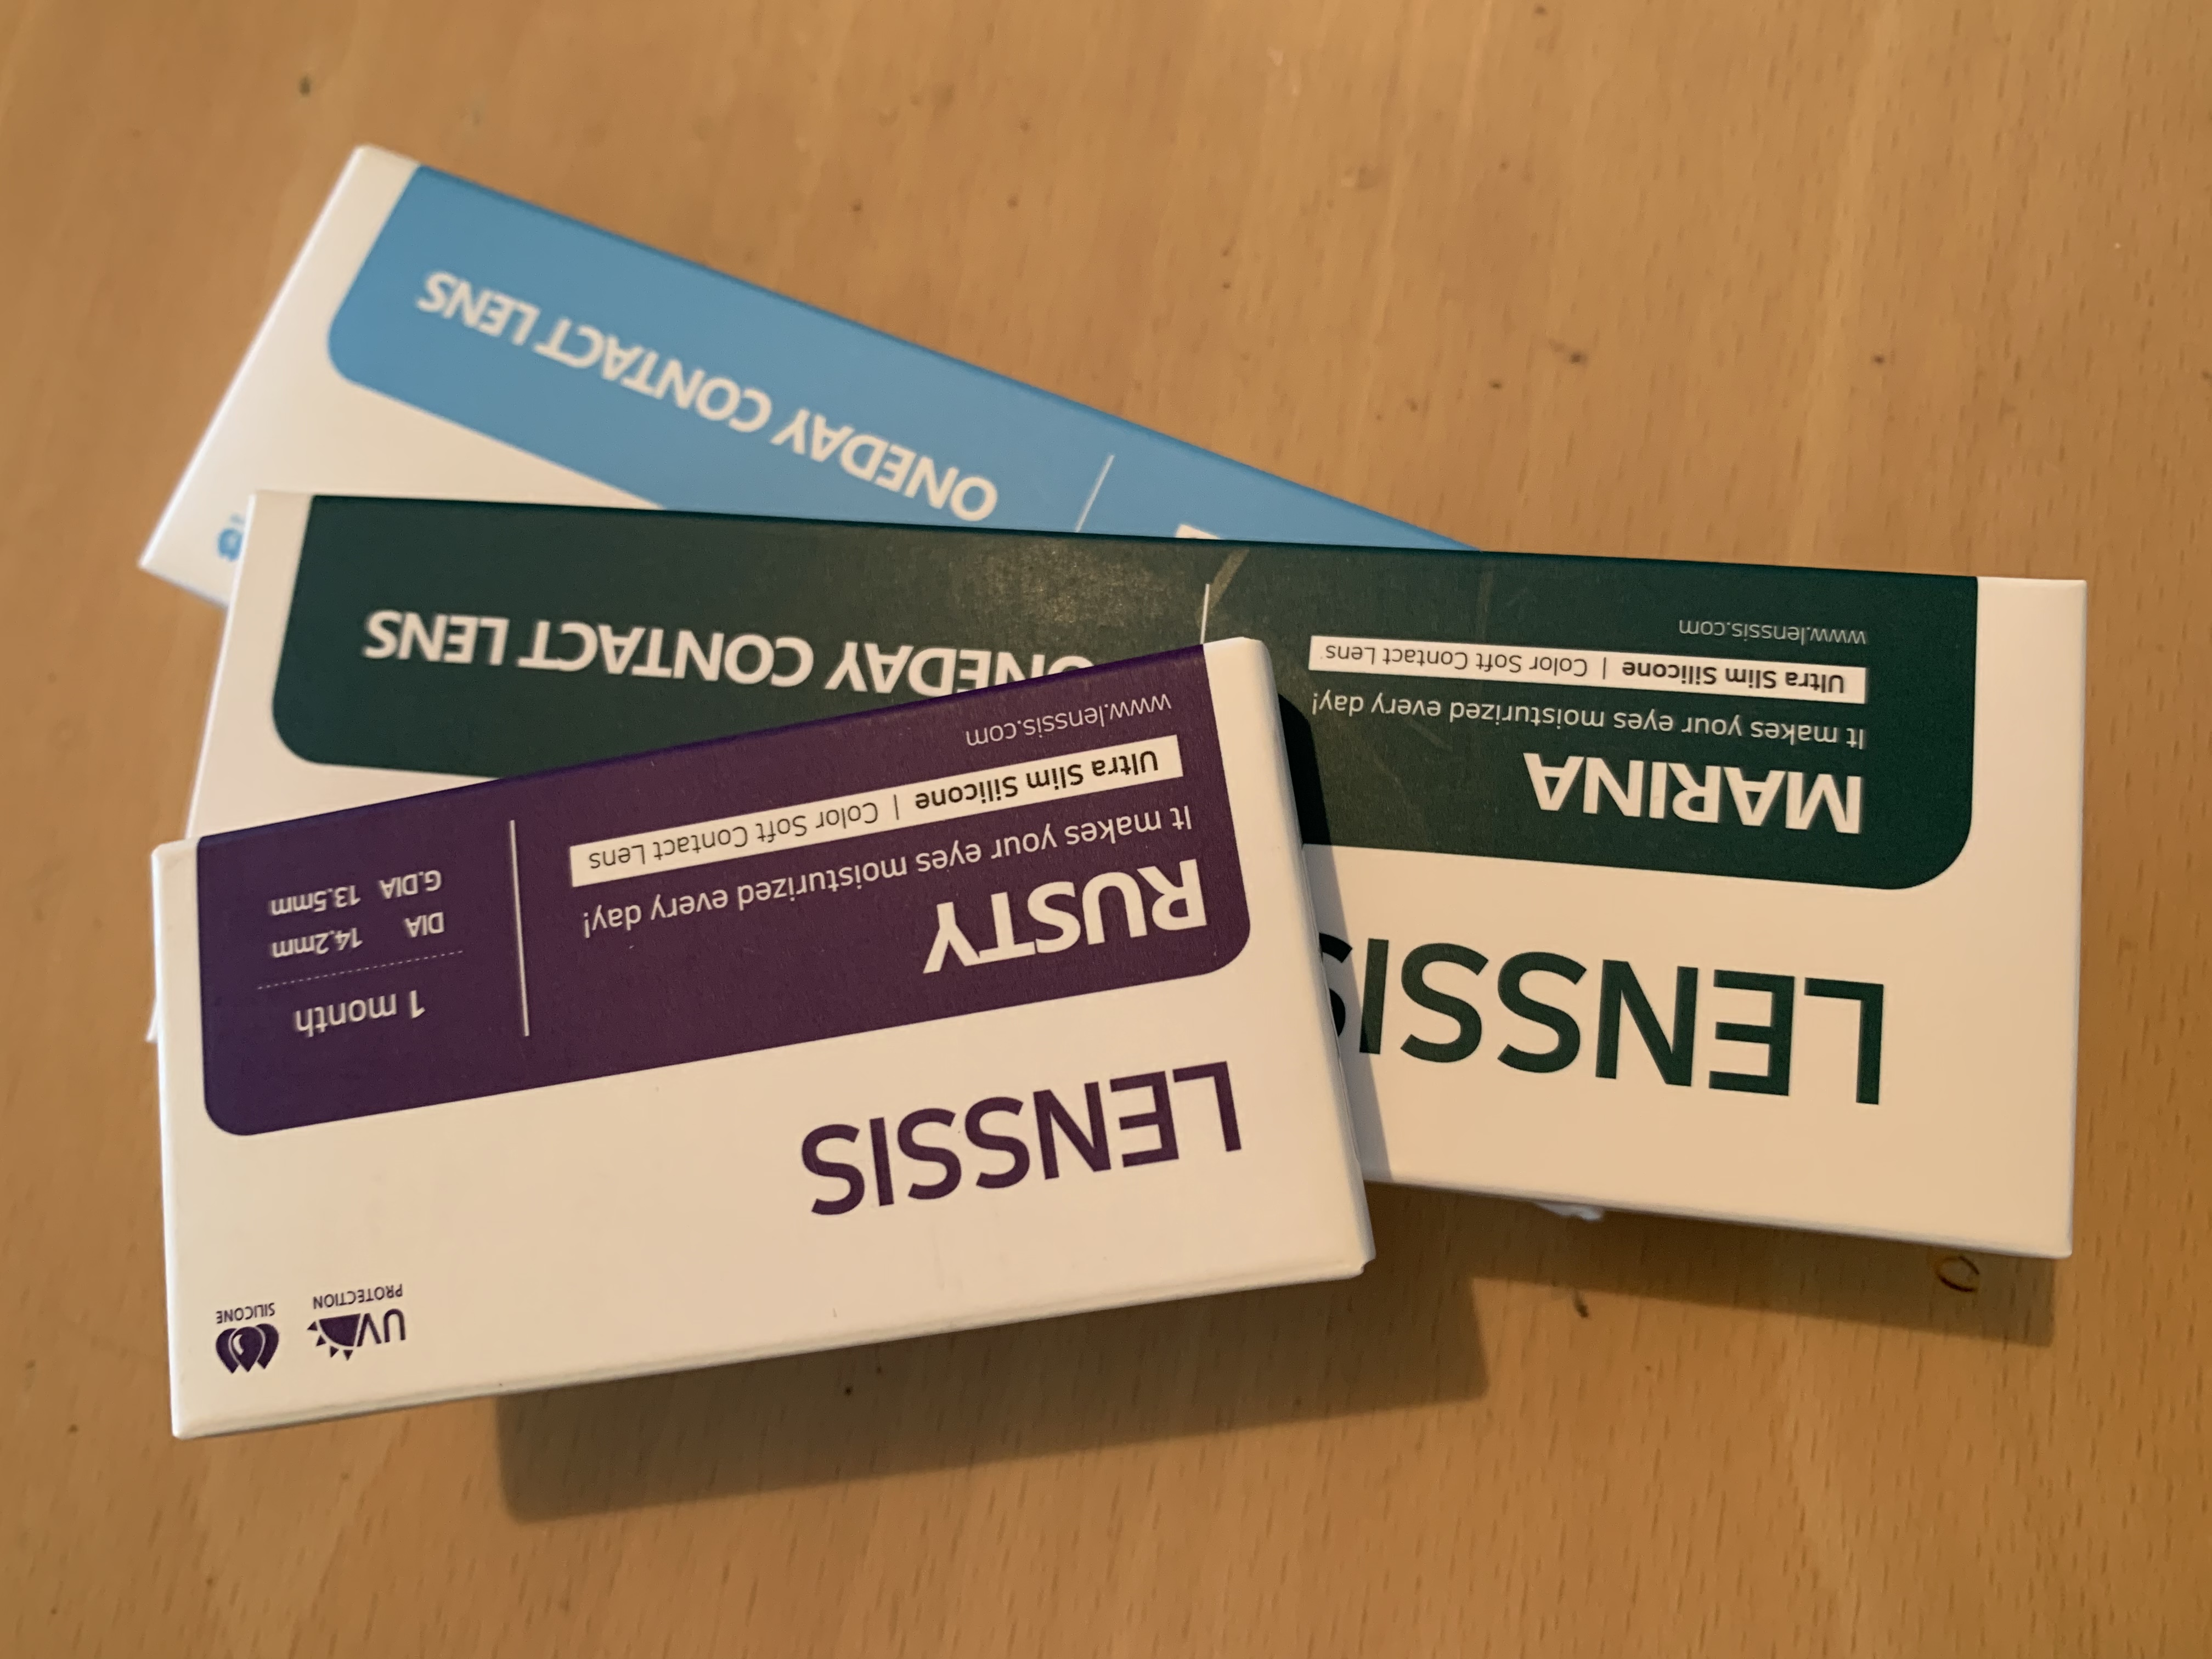 LENSSIS
RUSTY
It makes your eyes moisturized every day!
Ultra Slim Silicone | Color Soft Contact Lens
www.lenssis.com
1 month
DIA 14.2mm
G.DIA 13.5mm
UV
PROTECTION
SILICONE
LENSSIS
MARINA
It makes your eyes moisturized every day!
Ultra Slim Silicone | Color Soft Contact Lens
www.lenssis.com
ONEDAY CONTACT LENS
ONEDAY CONTACT LENS